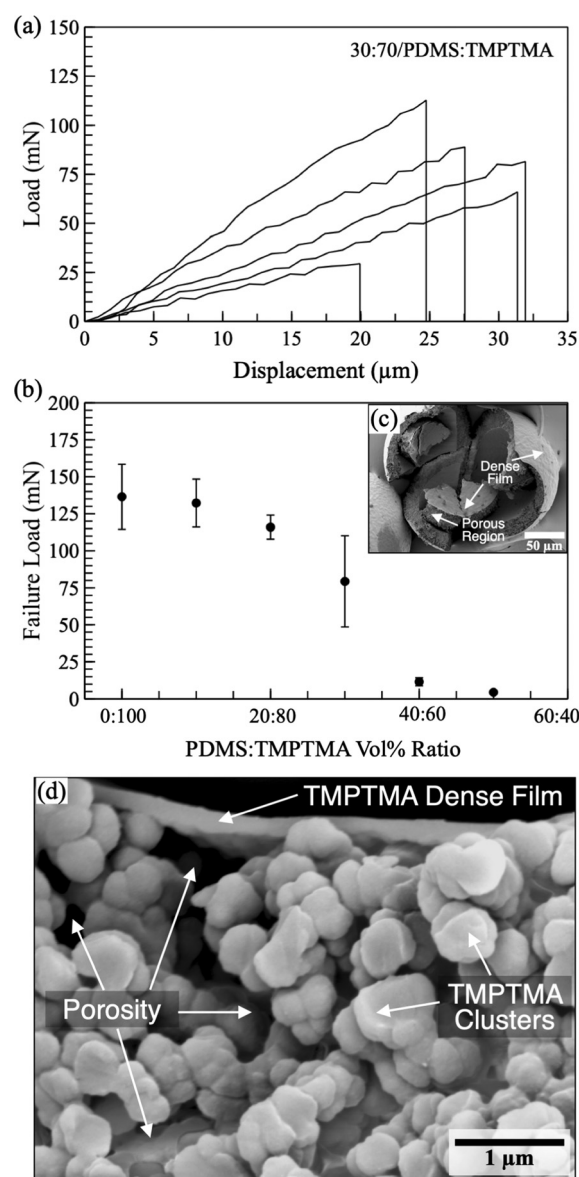 (a)
30:70/PDMS:TMPTMA
150
125
100
75
50
25
0
Load (mN)
0 5 10 15 20 25 30 35
Displacement (µm)
(b)
200
175
150
125
100
75
50
25
0
Failure Load (mN)
(c)
Dense
Film
Porous
Region
50 µm
0:100 20:80 40:60 60:40
PDMS:TMPTMA Vol% Ratio
(d)
TMPTMA Dense Film
Porosity
TMPTMA
Clusters
1 µm